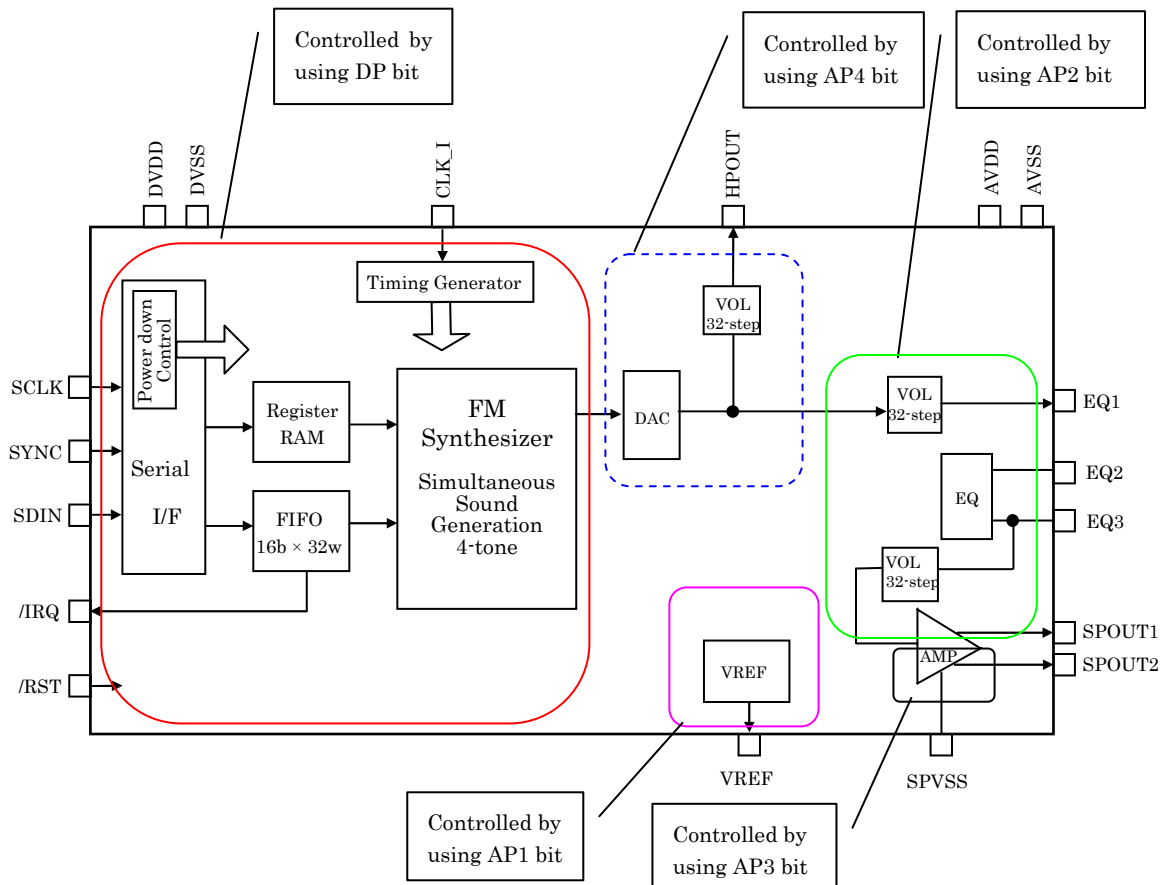 Controlled by
using DP bit
Controlled by
using AP4 bit
Controlled by
using AP2 bit
DVDD
DVSS
CLK_I
HPOUT
AVDD
AVSS
Timing Generator
Power down
Control
VOL
32-step
SCLK
SYNC
SDIN
/IRQ
/RST
Serial
I/F
Register
RAM
FIFO
16b × 32w
FM
Synthesizer
Simultaneous
Sound
Generation
4-tone
DAC
VOL
32-step
EQ1
EQ
EQ2
EQ3
VOL
32-step
AMP
SPOUT1
SPOUT2
VREF
VREF
SPVSS
Controlled by
using AP1 bit
Controlled by
using AP3 bit